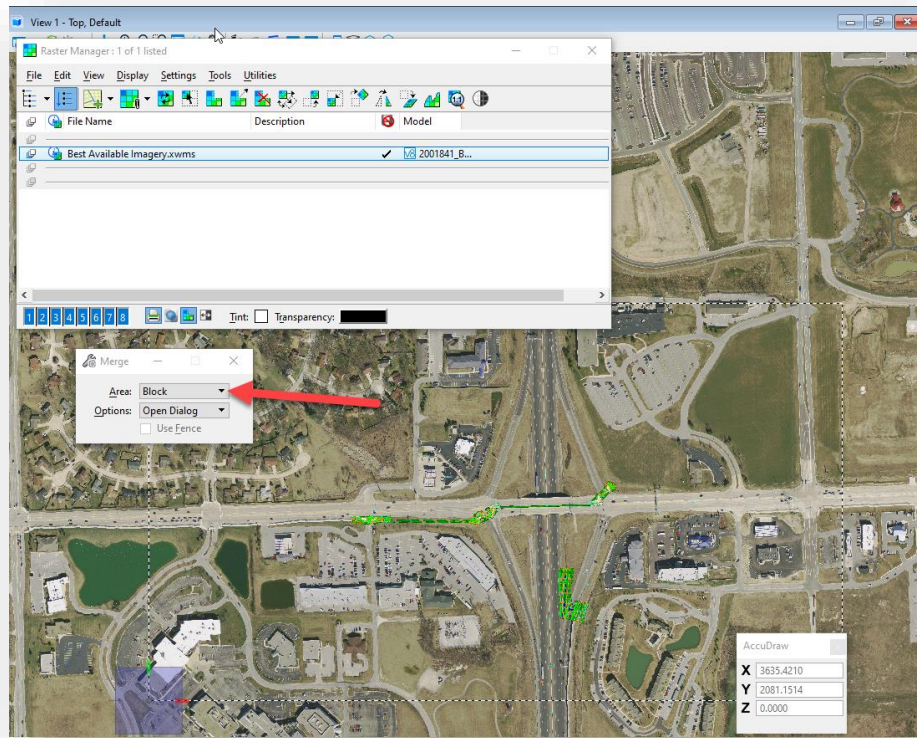 View 1 - Top, Default
Raster Manager : 1 of 1 listed
File Edit View Display Settings Tools Utilities
File Name Description Model
Best Available Imagery.xwms 2001841_B...
1 2 3 4 5 6 7 8 Tint: Transparency:
Merge
Area: Block
Options: Open Dialog
Use Fence
AccuDraw
X 3635.4210
Y 2081.1514
Z 0.0000